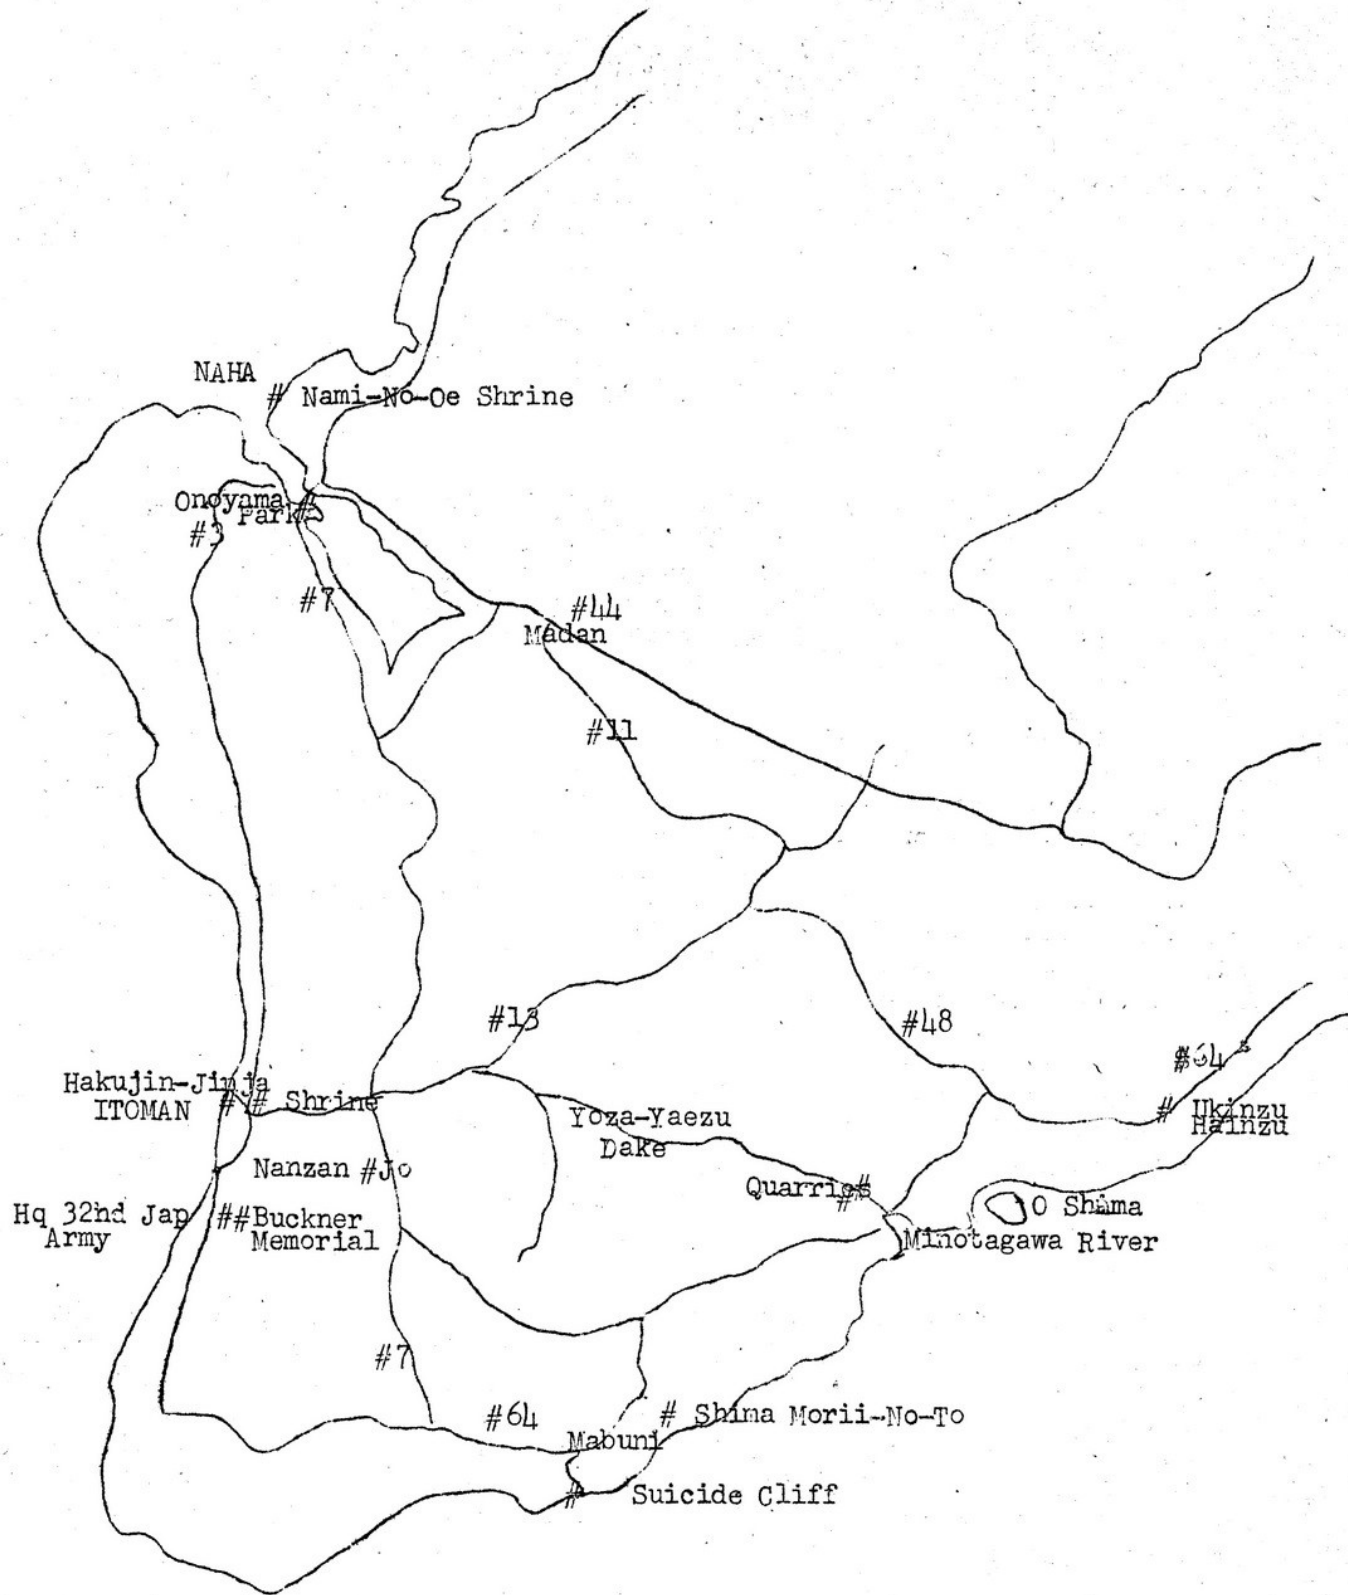 NAHA
# Nami-No-Oe Shrine
Onoyama
Park #
#3
#7
#44
Madan
#11
#13
#48
#64
Hakujin-Jinja
ITOMAN # # Shrine
# Ukinzu
Hainzu
Yoza-Yaezu
Dake
Nanzan #Jo
Quarries
##
O Shima
Hq 32nd Jap ##Buckner
Army Memorial
Minotagawa River
#7
#64
# Shima Morii-No-To
Mabuni
# Suicide Cliff